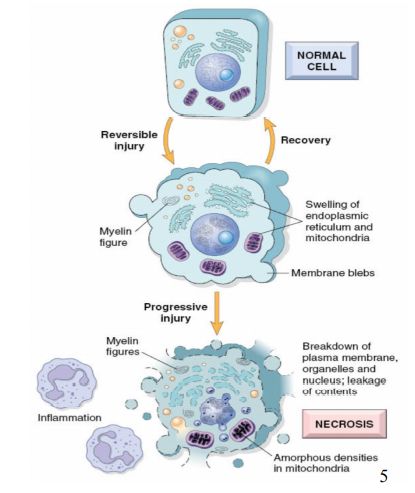 NORMAL
CELL
Reversible
injury
Recovery
Swelling of
endoplasmic
reticulum and
mitochondria
Myelin
figure
Membrane blebs
Progressive
injury
Myelin
figures
Breakdown of
plasma membrane,
organelles and
nucleus; leakage
of contents
Inflammation
NECROSIS
Amorphous densities
in mitochondria
5